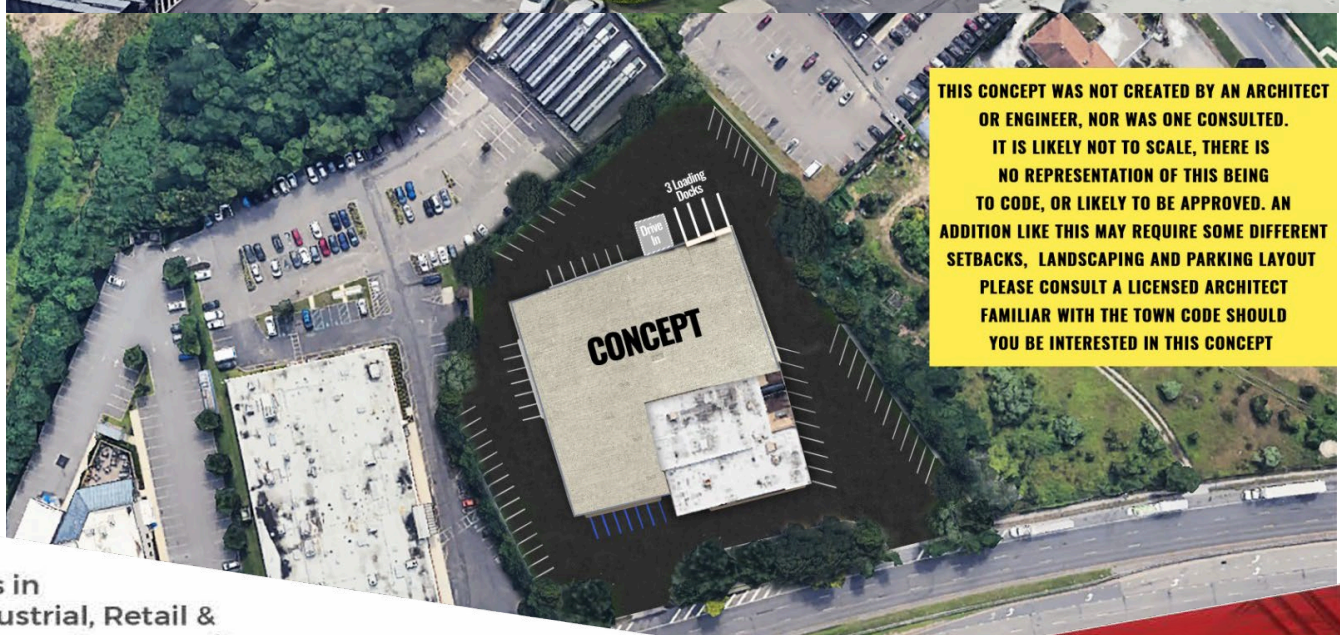 THIS CONCEPT WAS NOT CREATED BY AN ARCHITECT
OR ENGINEER, NOR WAS ONE CONSULTED.
IT IS LIKELY NOT TO SCALE, THERE IS
NO REPRESENTATION OF THIS BEING
TO CODE, OR LIKELY TO BE APPROVED. AN
ADDITION LIKE THIS MAY REQUIRE SOME DIFFERENT
SETBACKS, LANDSCAPING AND PARKING LAYOUT
PLEASE CONSULT A LICENSED ARCHITECT
FAMILIAR WITH THE TOWN CODE SHOULD
YOU BE INTERESTED IN THIS CONCEPT
3 Loading
Docks
Drive
In
CONCEPT
s in
ustrial, Retail &